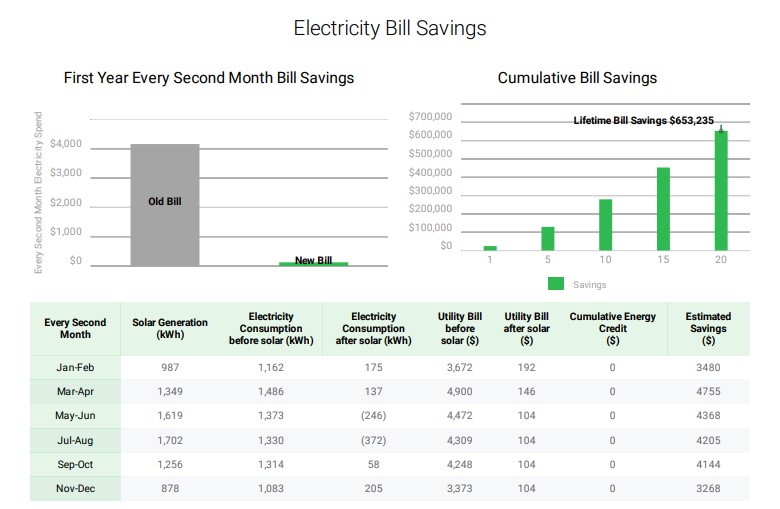 Electricity Bill Savings
First Year Every Second Month Bill Savings
Every Second Month Electricity Spend
$4,000
$3,000
$2,000
$1,000
$0
Old Bill
New Bill
Cumulative Bill Savings
$700,000
$600,000
$500,000
$400,000
$300,000
$200,000
$100,000
$0
Lifetime Bill Savings $653,235
1 5 10 15 20
Savings
Every Second Month | Solar Generation (kWh) | Electricity Consumption before solar (kWh) | Electricity Consumption after solar (kWh) | Utility Bill before solar ($) | Utility Bill after solar ($) | Cumulative Energy Credit ($) | Estimated Savings ($)
Jan-Feb 987 1,162 175 3,672 192 0 3480
Mar-Apr 1,349 1,486 137 4,900 146 0 4755
May-Jun 1,619 1,373 (246) 4,472 104 0 4368
Jul-Aug 1,702 1,330 (372) 4,309 104 0 4205
Sep-Oct 1,256 1,314 58 4,248 104 0 4144
Nov-Dec 878 1,083 205 3,373 104 0 3268